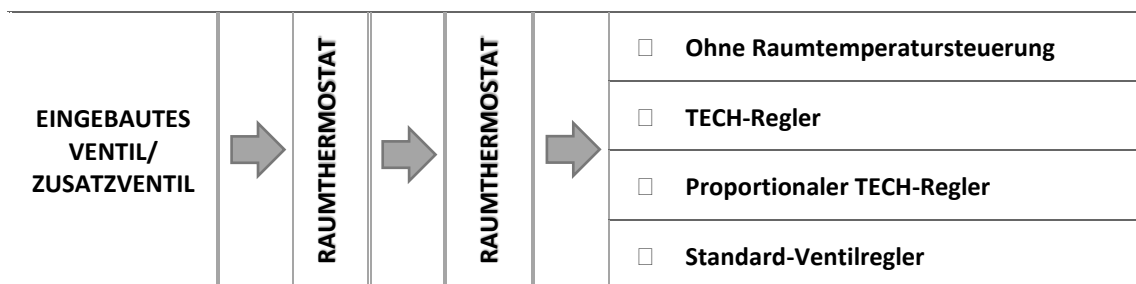 EINGEBAUTES
VENTIL/
ZUSATZVENTIL
RAUMTHERMOSTAT
RAUMTHERMOSTAT
Ohne Raumtemperatursteuerung
TECH-Regler
Proportionaler TECH-Regler
Standard-Ventilregler